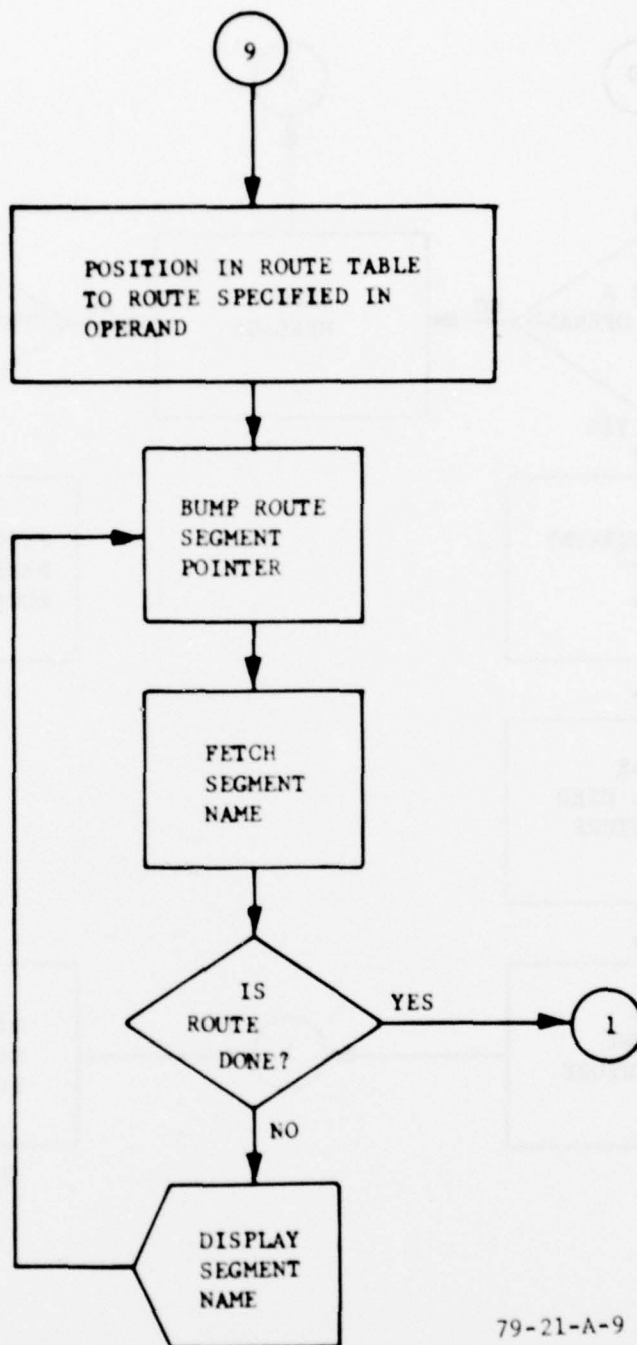 9
POSITION IN ROUTE TABLE
TO ROUTE SPECIFIED IN
OPERAND
BUMP ROUTE
SEGMENT
POINTER
FETCH
SEGMENT
NAME
IS
ROUTE
DONE?
YES
1
NO
DISPLAY
SEGMENT
NAME
79-21-A-9